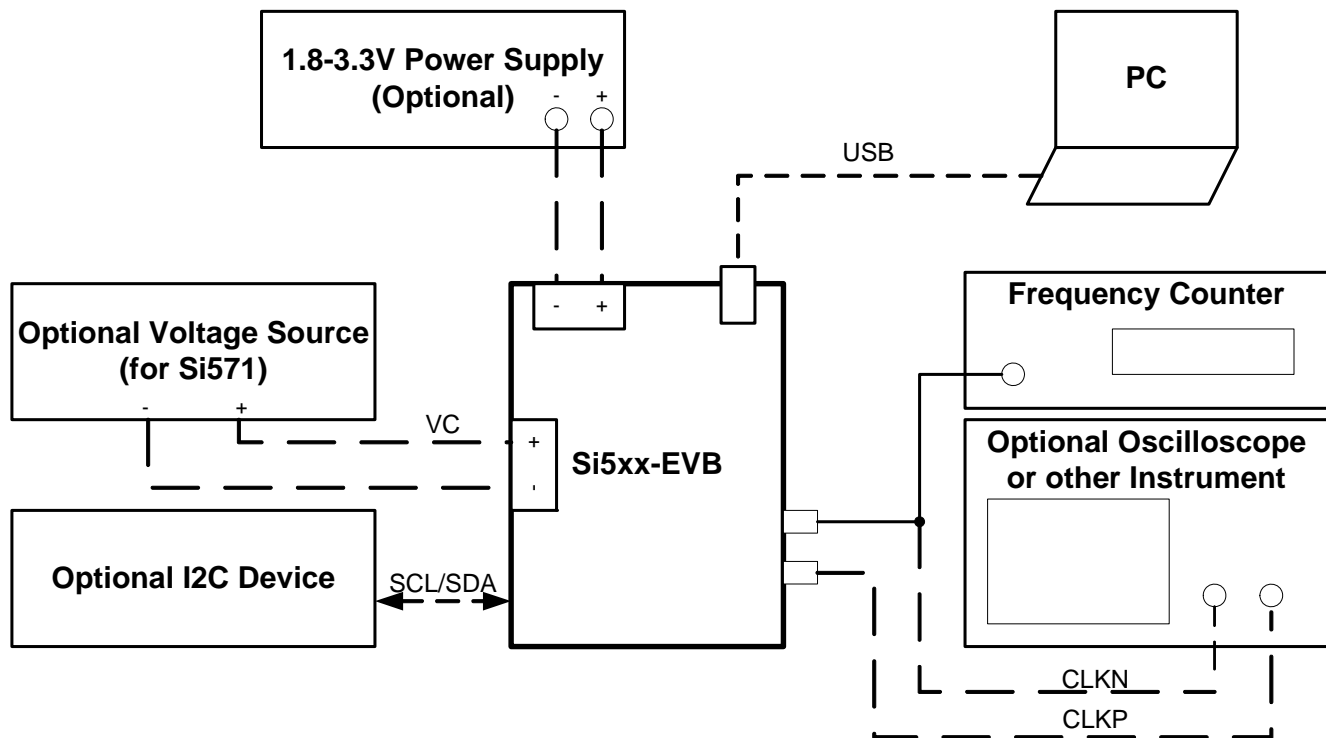 1.8-3.3V Power Supply
(Optional)
- +
PC
USB
Optional Voltage Source
(for Si571)
- +
- +
Frequency Counter
VC
+
-
Si5xx-EVB
Optional Oscilloscope
or other Instrument
Optional I2C Device
SCL/SDA
CLKN
CLKP